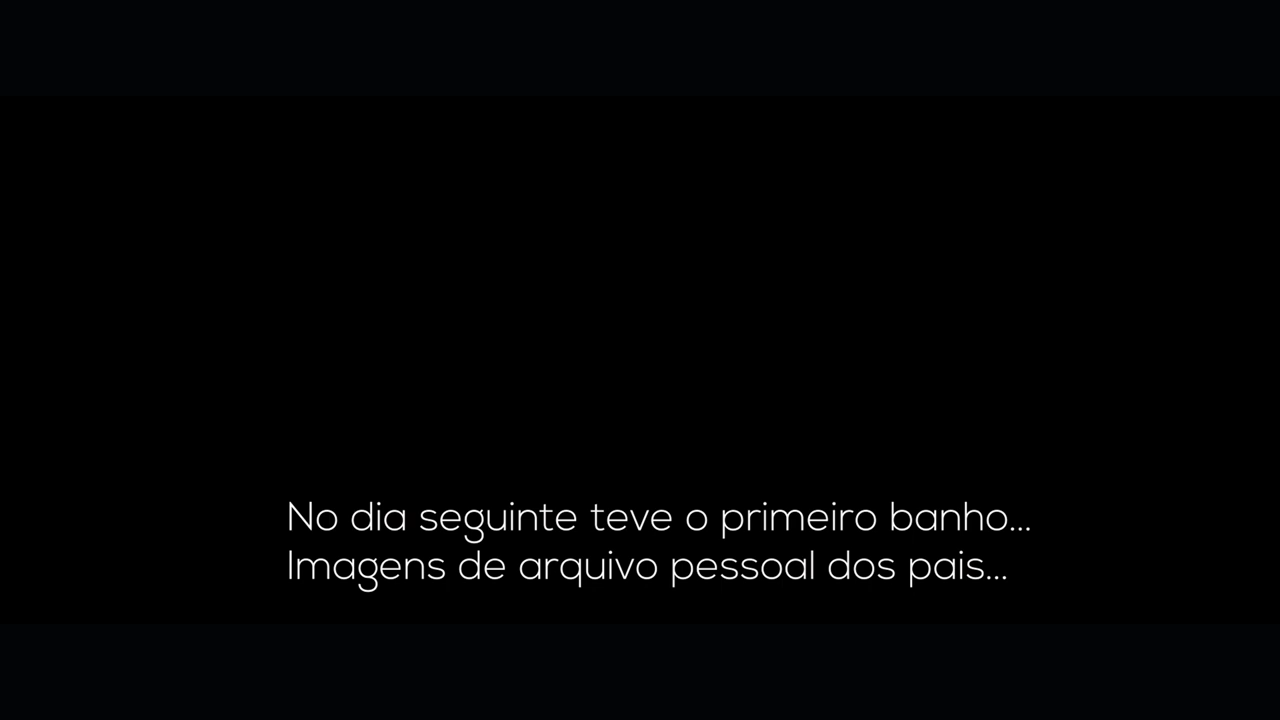 No dia seguinte teve o primeiro banho...
Imagens de arquivo pessoal dos pais...